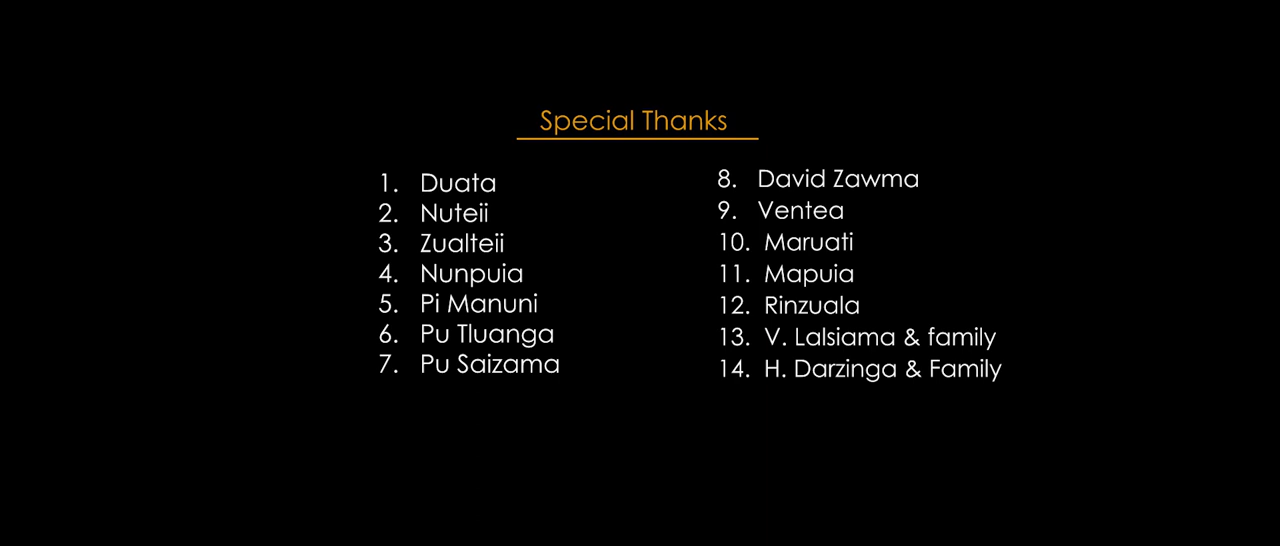 Special Thanks
1. Duata
2. Nuteii
3. Zualteii
4. Nunpuia
5. Pi Manuni
6. Pu Tluanga
7. Pu Saizama
8. David Zawma
9. Ventea
10. Maruati
11. Mapuia
12. Rinzuala
13. V. Lalsiama & family
14. H. Darzinga & Family